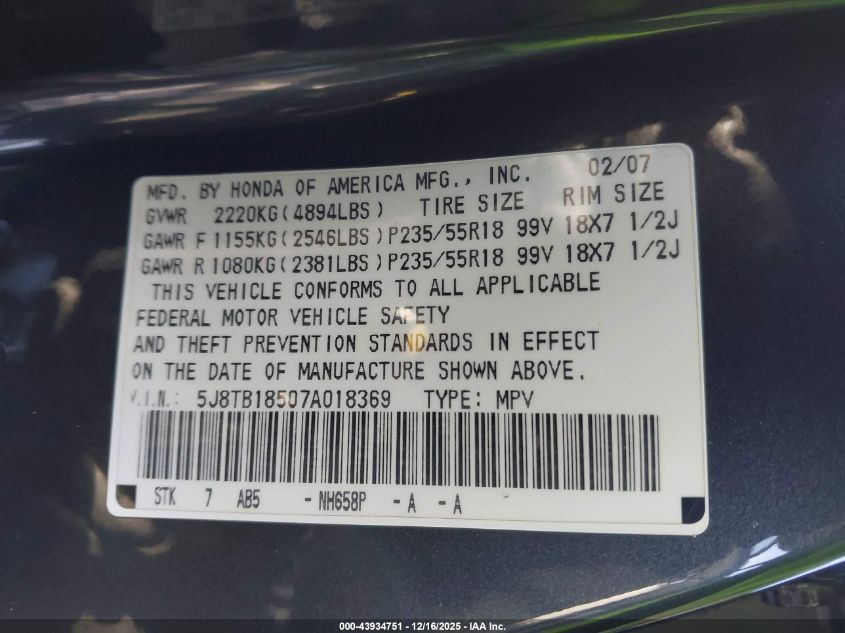 MFD. BY HONDA OF AMERICA MFG., INC. 02/07
GVWR 2220KG(4894LBS) TIRE SIZE RIM SIZE
GAWR F 1155KG(2546LBS)P235/55R18 99V 18X7 1/2J
GAWR R 1080KG(2381LBS)P235/55R18 99V 18X7 1/2J
THIS VEHICLE CONFORMS TO ALL APPLICABLE
FEDERAL MOTOR VEHICLE SAFETY
AND THEFT PREVENTION STANDARDS IN EFFECT
ON THE DATE OF MANUFACTURE SHOWN ABOVE.
V.I.N.: 5J8TB18507A018369 TYPE: MPV
STK 7 AB5 -NH658P -A -A
000-43934751 - 12/16/2025 - IAA Inc.